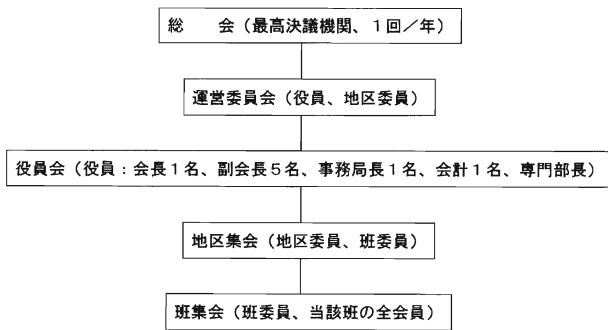 総　　会（最高決議機関、１回／年）
運営委員会（役員、地区委員）
役員会（役員：会長１名、副会長５名、事務局長１名、会計１名、専門部長）
地区集会（地区委員、班委員）
班集会（班委員、当該班の全会員）